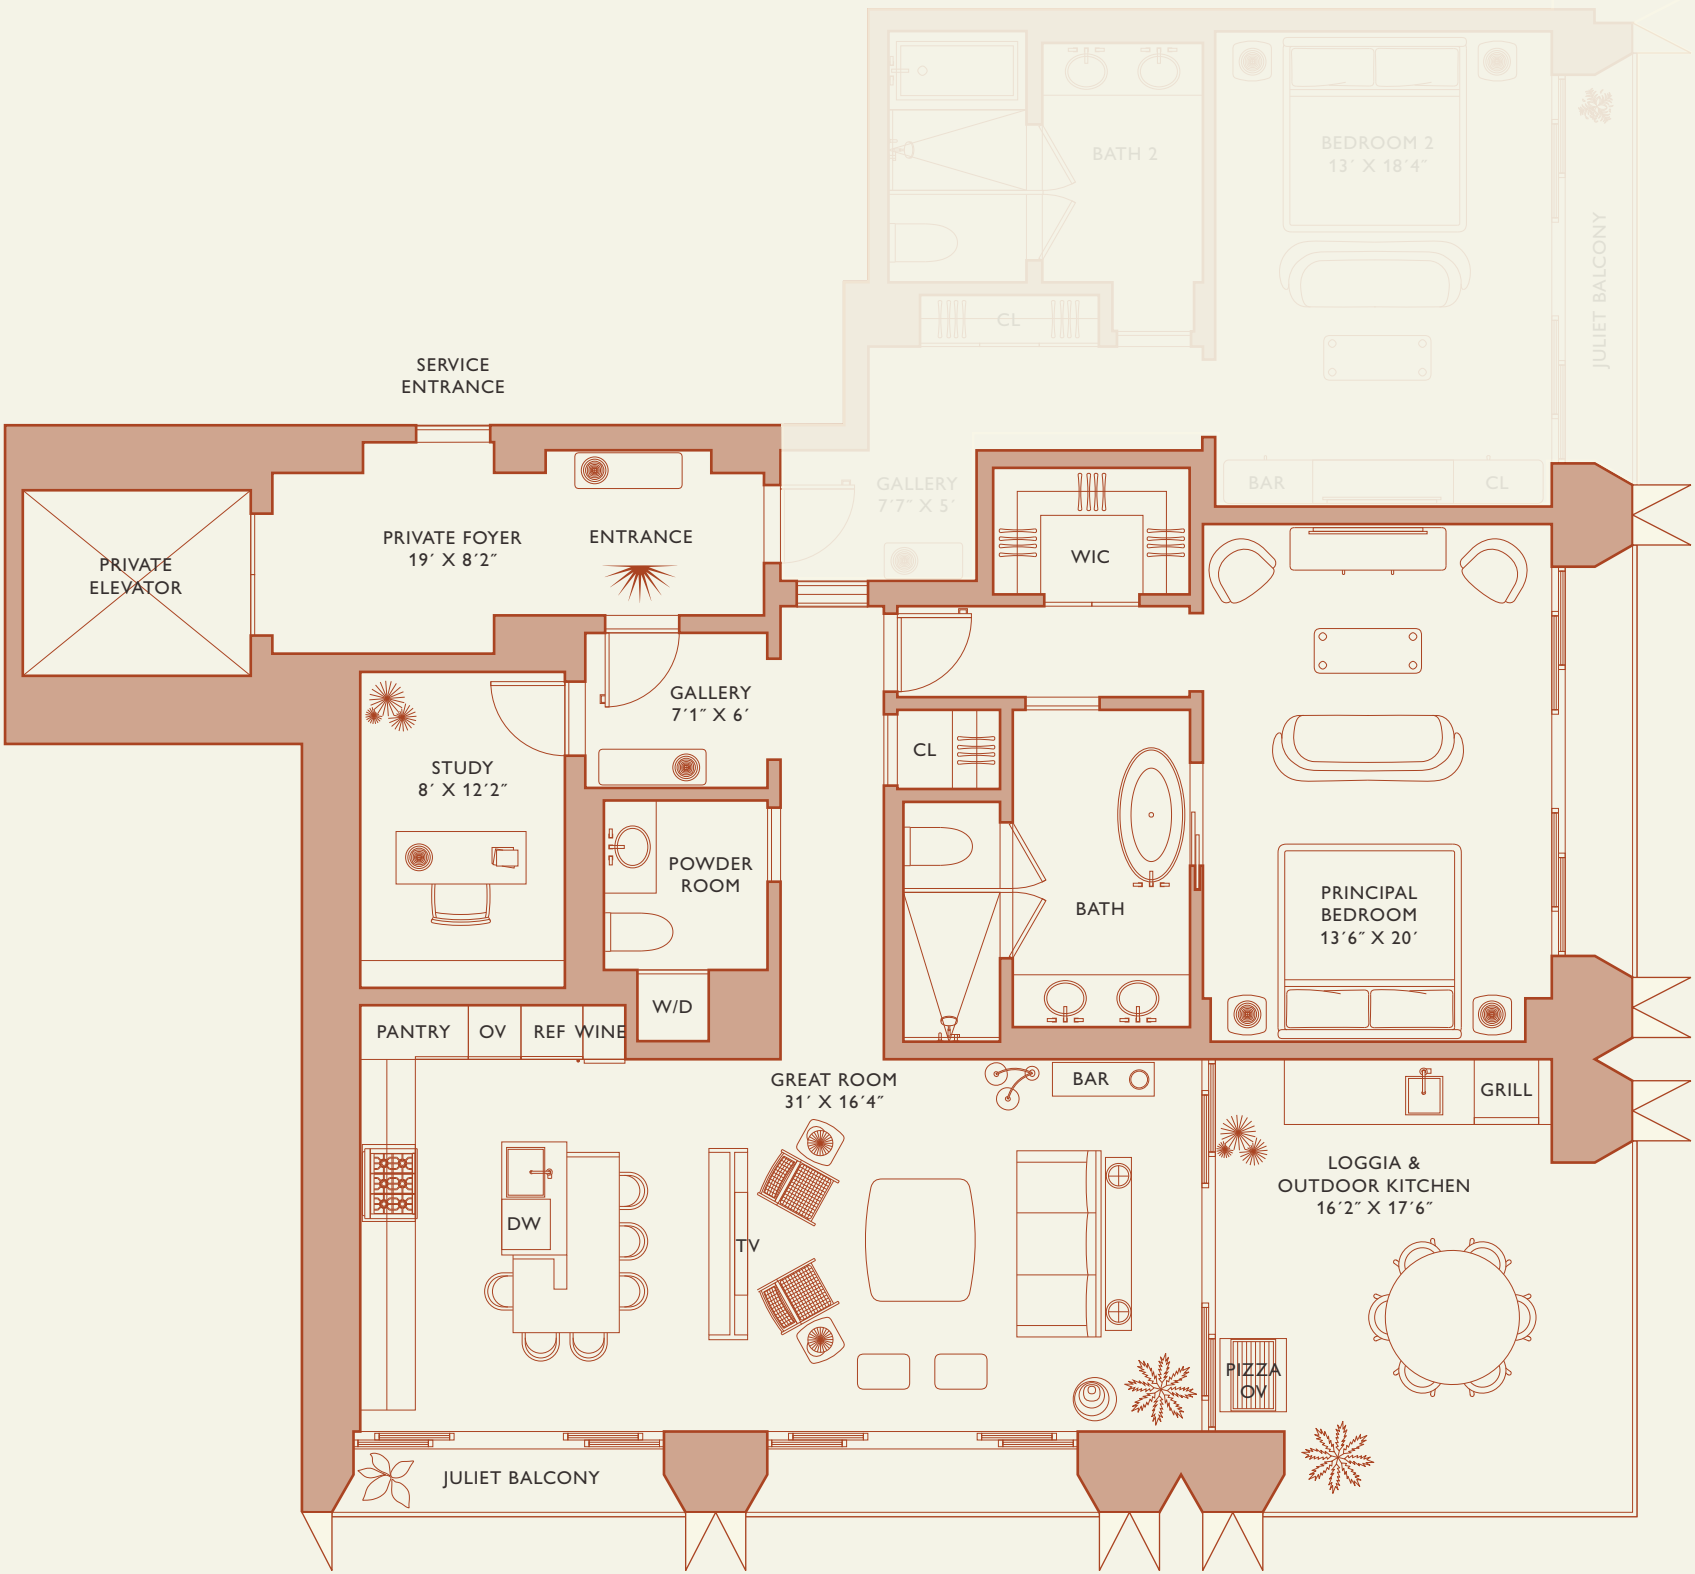 BATH 2
BEDROOM 2
13´ X 18´4˝
JULIET BALCONY
CL
SERVICE
ENTRANCE
GALLERY
7´7˝ X 5´
BAR
CL
PRIVATE FOYER
19´ X 8´2˝
ENTRANCE
WIC
PRIVATE
ELEVATOR
GALLERY
7´1˝ X 6´
STUDY
8´ X 12´2˝
CL
POWDER
ROOM
BATH
PRINCIPAL
BEDROOM
13´6˝ X 20´
W/D
PANTRY
OV
REF
WINE
GREAT ROOM
31´ X 16´4˝
BAR
GRILL
LOGGIA &
OUTDOOR KITCHEN
16´2˝ X 17´6˝
DW
TV
PIZZA
OV
JULIET BALCONY